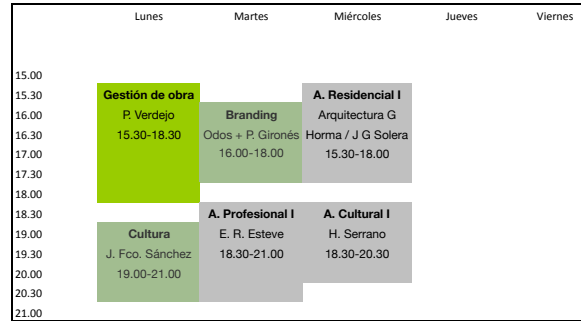 Lunes Martes Miércoles Jueves Viernes
15.00
15.30 Gestión de obra A. Residencial I
16.00 P. Verdejo Branding Arquitectura G
16.30 15.30-18.30 Odos + P. Gironés Horma / J G Solera
17.00 16.00-18.00 15.30-18.00
17.30
18.00
18.30 A. Profesional I A. Cultural I
19.00 Cultura E. R. Esteve H. Serrano
19.30 J. Fco. Sánchez 18.30-21.00 18.30-20.30
20.00 19.00-21.00
20.30
21.00